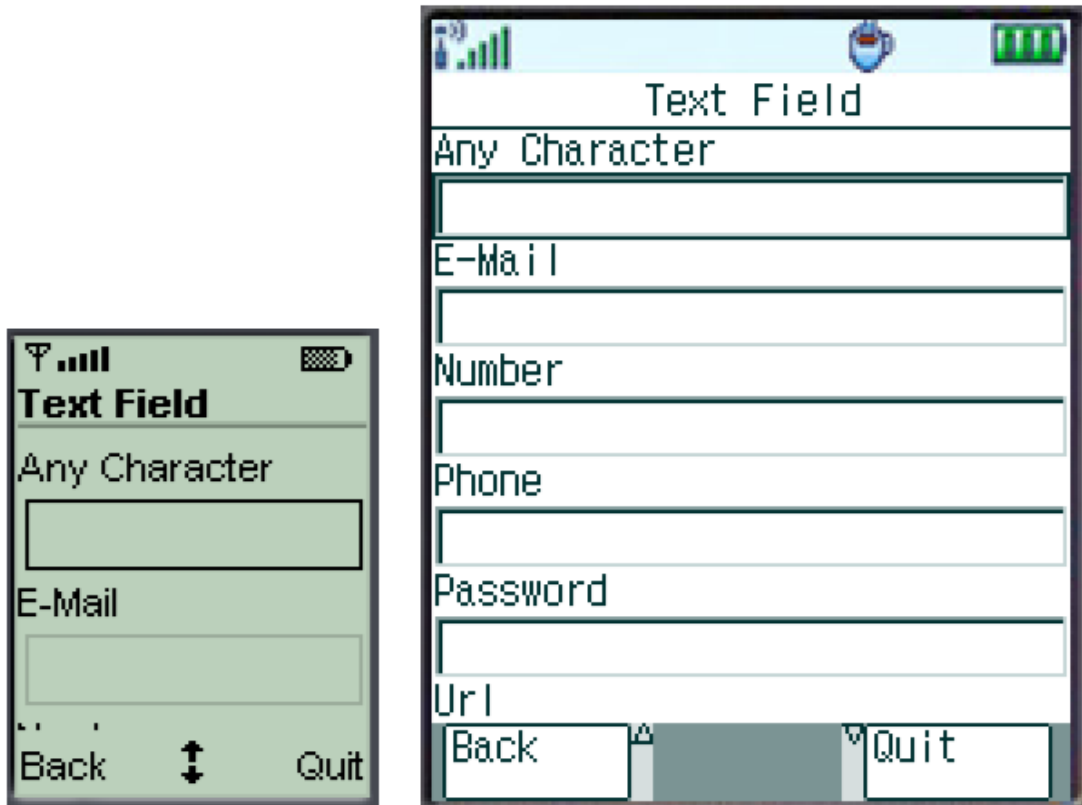 Text Field
Any Character
E-Mail
Back Quit
Text Field
Any Character
E-Mail
Number
Phone
Password
Url
Back Quit